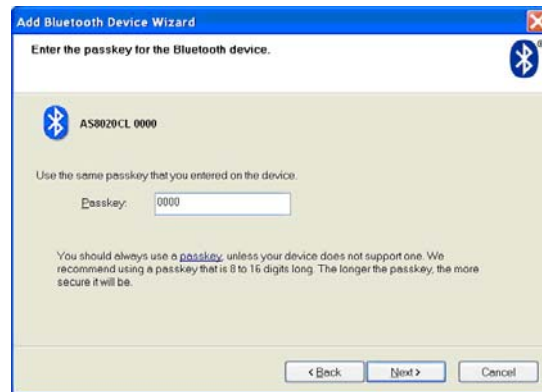 Add Bluetooth Device Wizard
Enter the passkey for the Bluetooth device.
AS8020CL 0000
Use the same passkey that you entered on the device.
Passkey: 0000
You should always use a passkey, unless your device does not support one. We
recommend using a passkey that is 8 to 16 digits long. The longer the passkey, the more
secure it will be.
< Back Next > Cancel